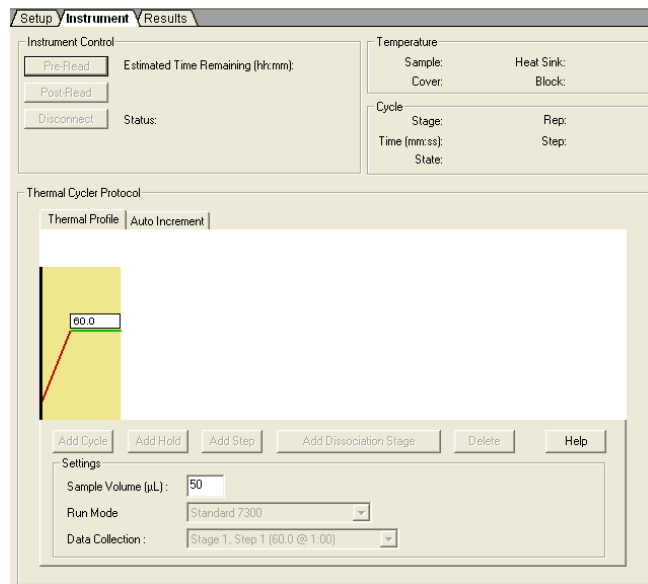 Setup Instrument Results
Instrument Control
Pre-Read Estimated Time Remaining (hh:mm):
Post-Read
Disconnect Status:
Temperature
Sample: Heat Sink:
Cover: Block:
Cycle
Stage: Rep:
Time (mm:ss): Step:
State:
Thermal Cycler Protocol
Thermal Profile Auto Increment
60.0
Add Cycle Add Hold Add Step Add Dissociation Stage Delete Help
Settings
Sample Volume (µL) : 50
Run Mode Standard 7300
Data Collection : Stage 1, Step 1 (60.0 @ 1:00)